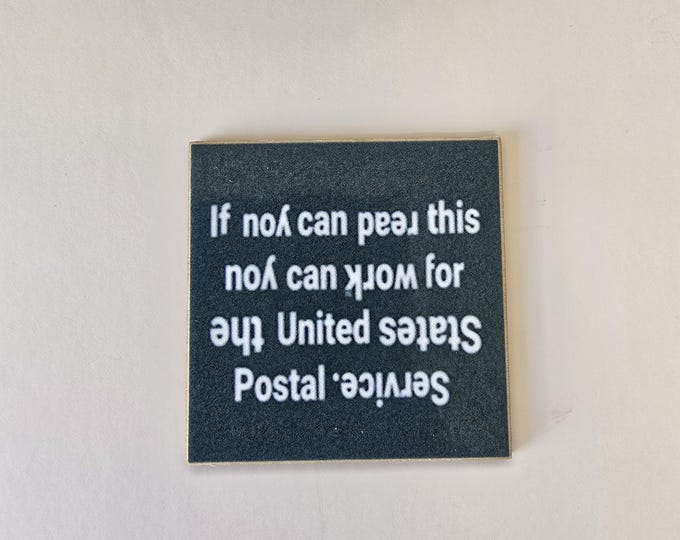 If you can read this
you can work for
the United States
Postal Service.